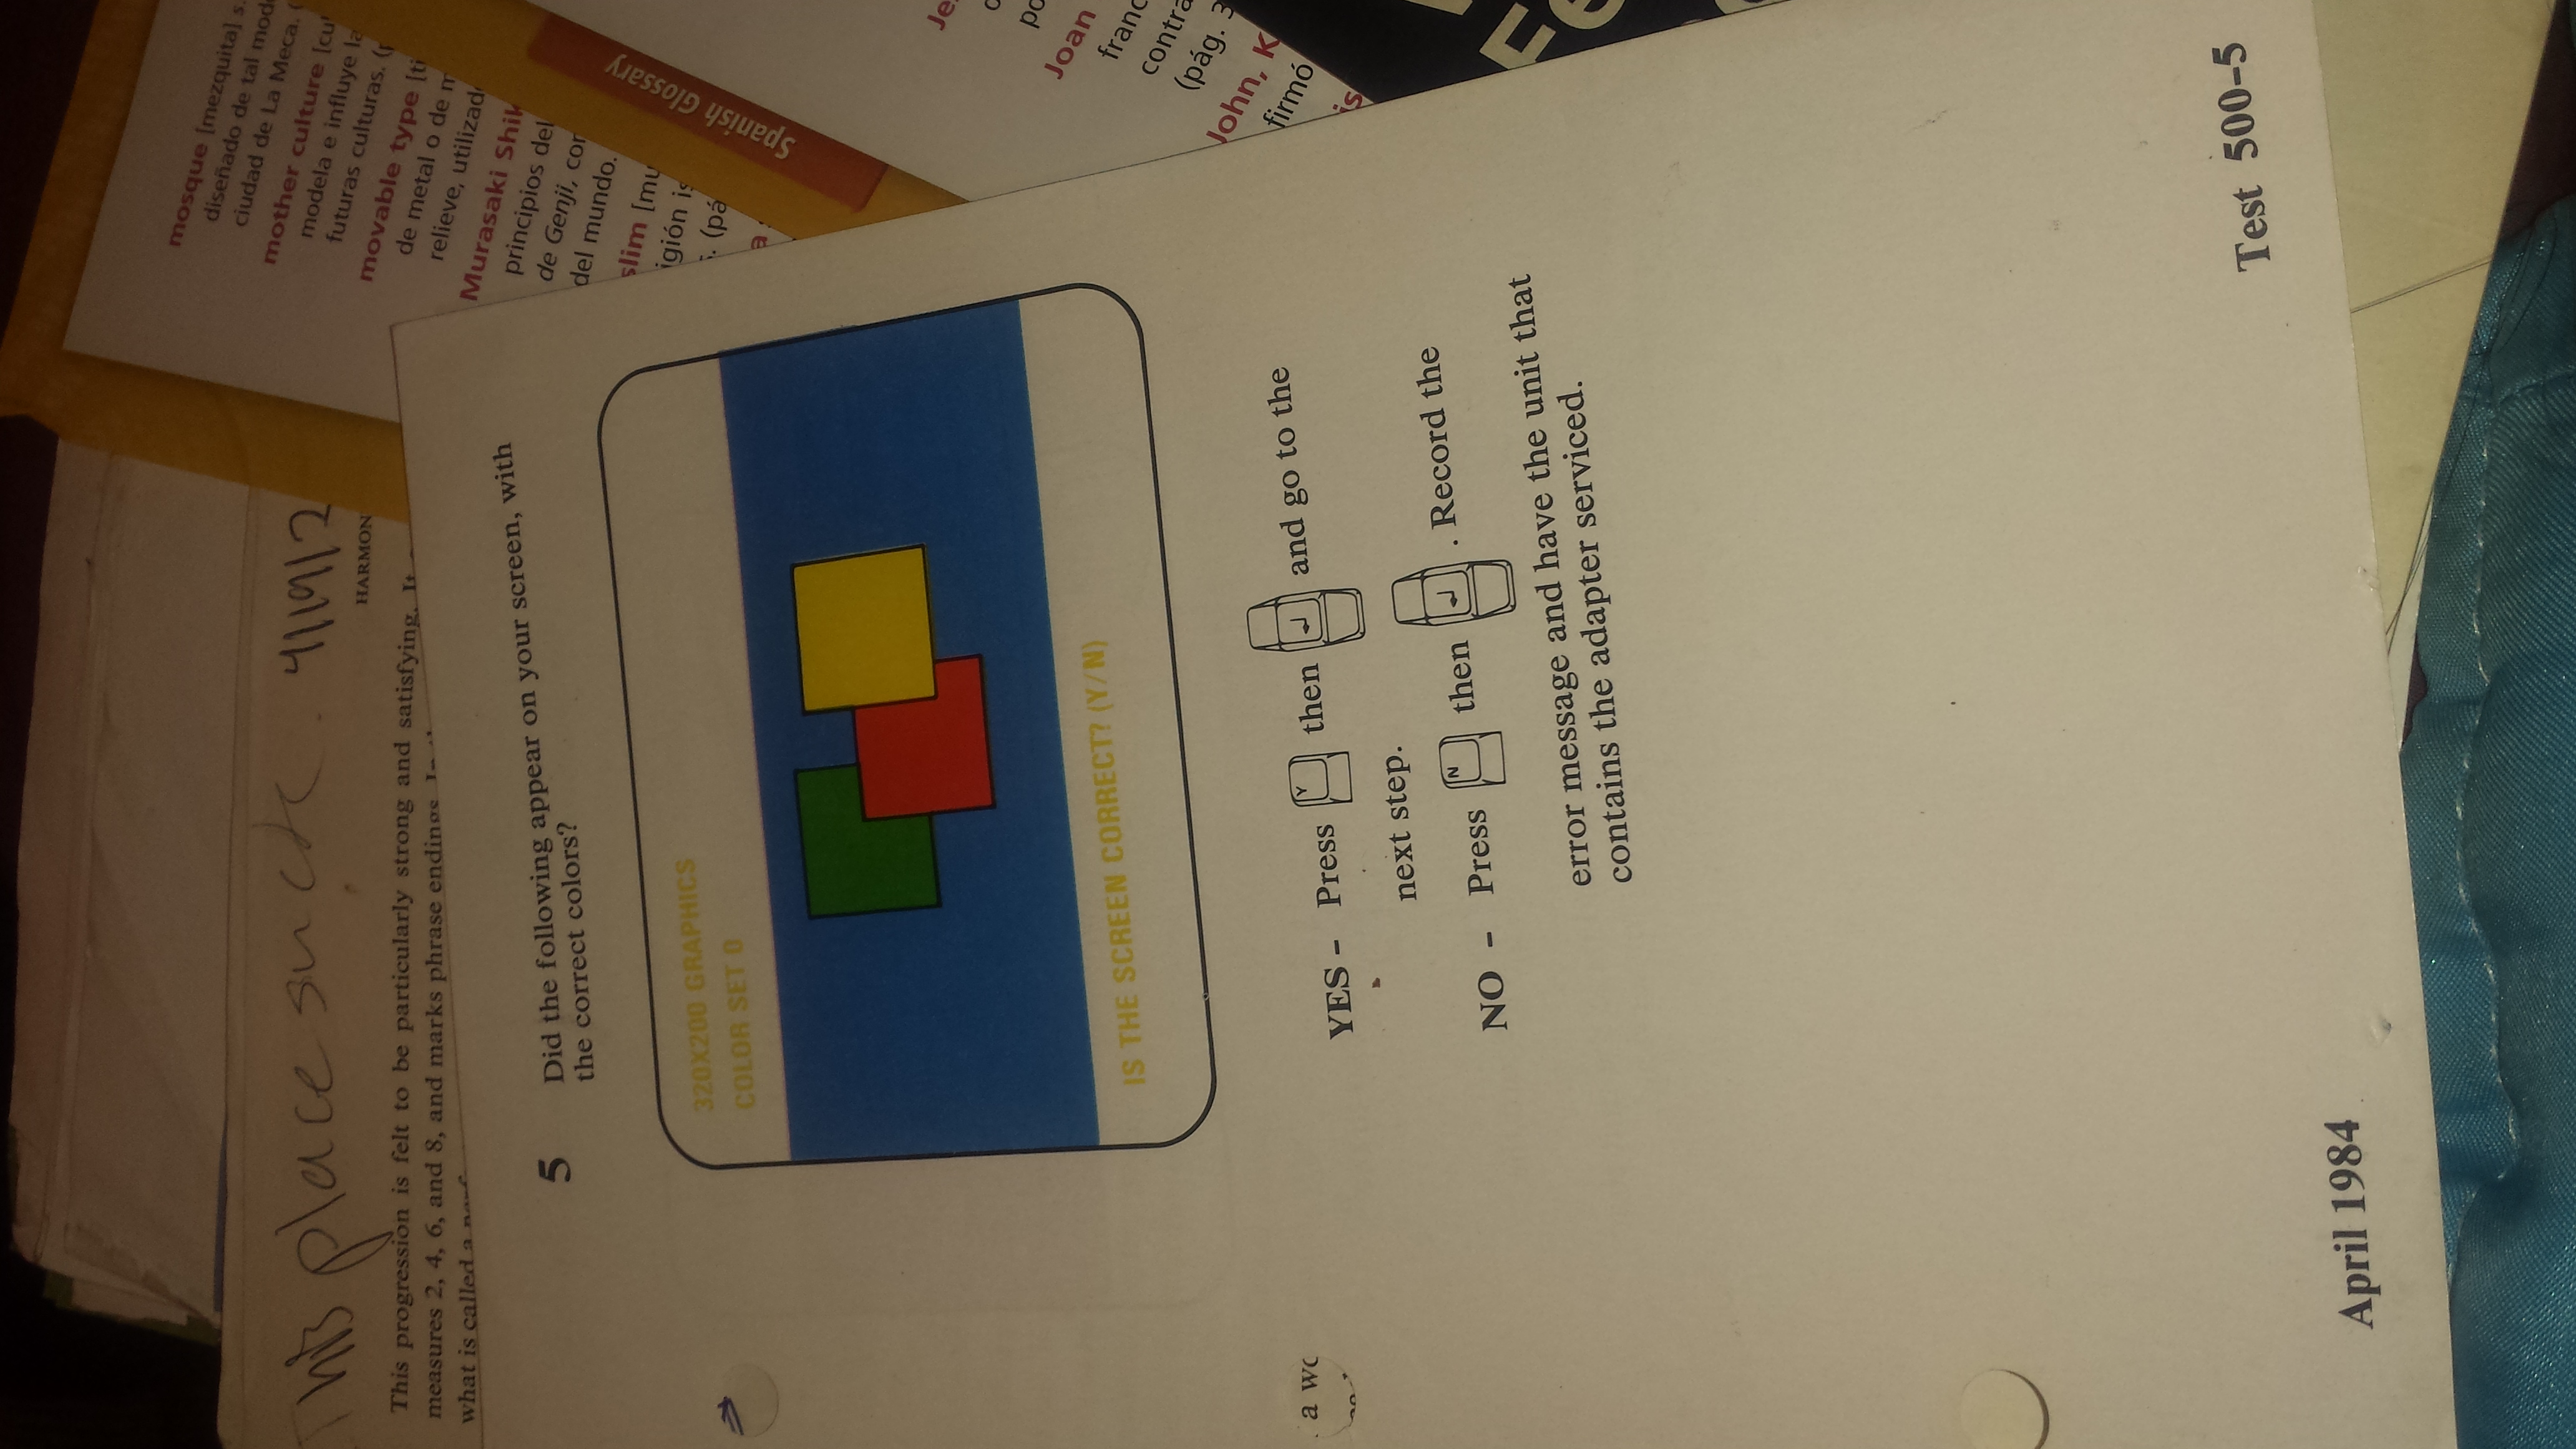 This place suck 4/19/2
HARMON
This progression is felt to be particularly strong and satisfying. It
measures 2, 4, 6, and 8, and marks phrase endings. In
what is called a
mosque [mezquita] s.
diseñado de tal mod
ciudad de La Meca. (
mother culture [cu
modela e influye la
futuras culturas. (
movable type [ti
de metal o de m
relieve, utilizad
Murasaki Shik
principios del
de Genji, cor
del mundo.
slim [mu
igión is
. (pá
a
Spanish Glossary
Je
po
Joan
franc
contra
(pág. 3
John, K
firmó
is
5 Did the following appear on your screen, with
the correct colors?
320X200 GRAPHICS
COLOR SET 0
IS THE SCREEN CORRECT? (Y/N)
a wo
YES - Press Y then ↵ and go to the
next step.
NO - Press N then ↵ . Record the
error message and have the unit that
contains the adapter serviced.
Test 500-5
April 1984